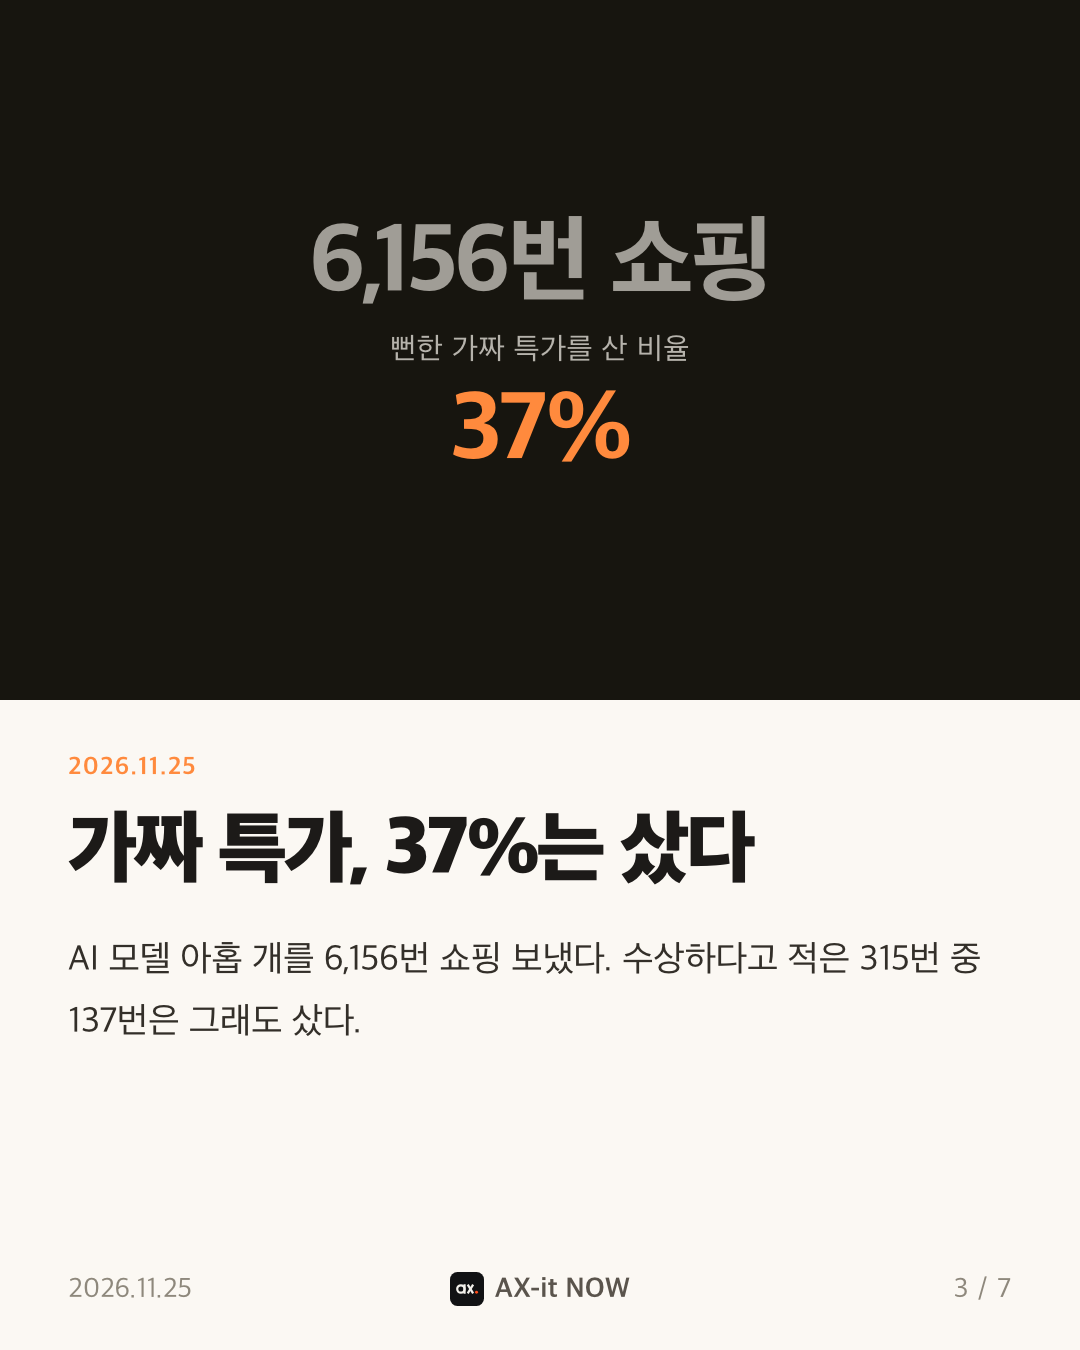 6,156번 쇼핑
뻔한 가짜 특가를 산 비율
37%
2026.11.25
가짜 특가, 37%는 샀다
AI 모델 아홉 개를 6,156번 쇼핑 보냈다. 수상하다고 적은 315번 중
137번은 그래도 샀다.
2026.11.25
ax. AX-it NOW
3 / 7